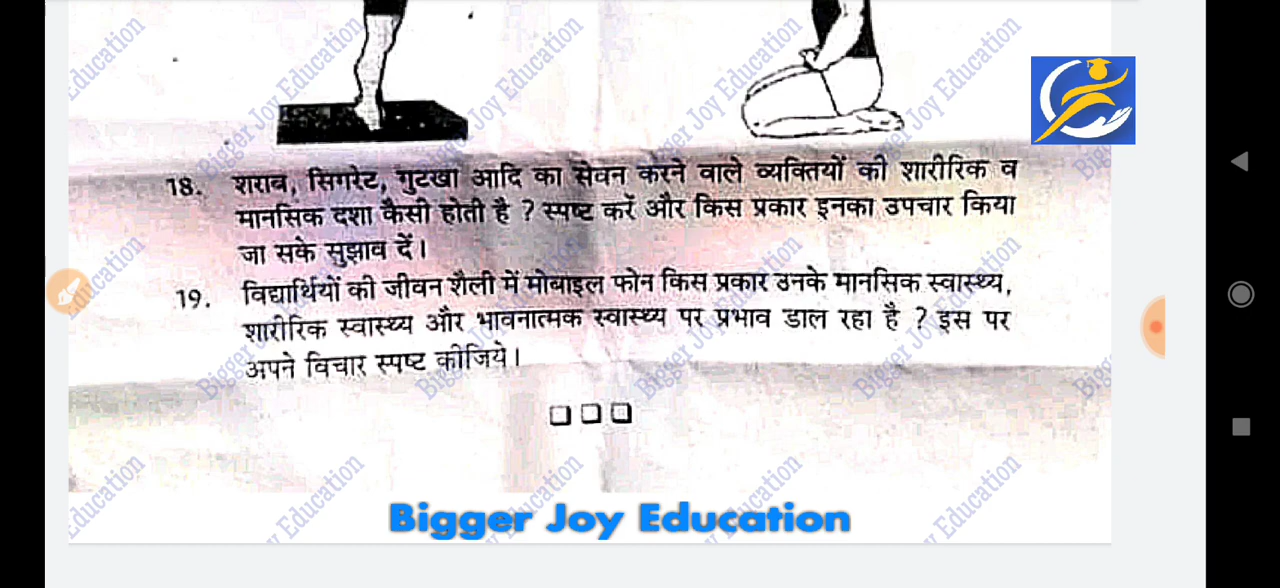 18. शराब, सिगरेट, गुटखा आदि का सेवन करने वाले व्यक्तियों की शारीरिक व
मानसिक दशा कैसी होती है ? स्पष्ट करें और किस प्रकार इनका उपचार किया
जा सके सुझाव दें।
19. विद्यार्थियों की जीवन शैली में मोबाइल फोन किस प्रकार उनके मानसिक स्वास्थ्य,
शारीरिक स्वास्थ्य और भावनात्मक स्वास्थ्य पर प्रभाव डाल रहा है ? इस पर
अपने विचार स्पष्ट कीजिये।
Bigger Joy Education